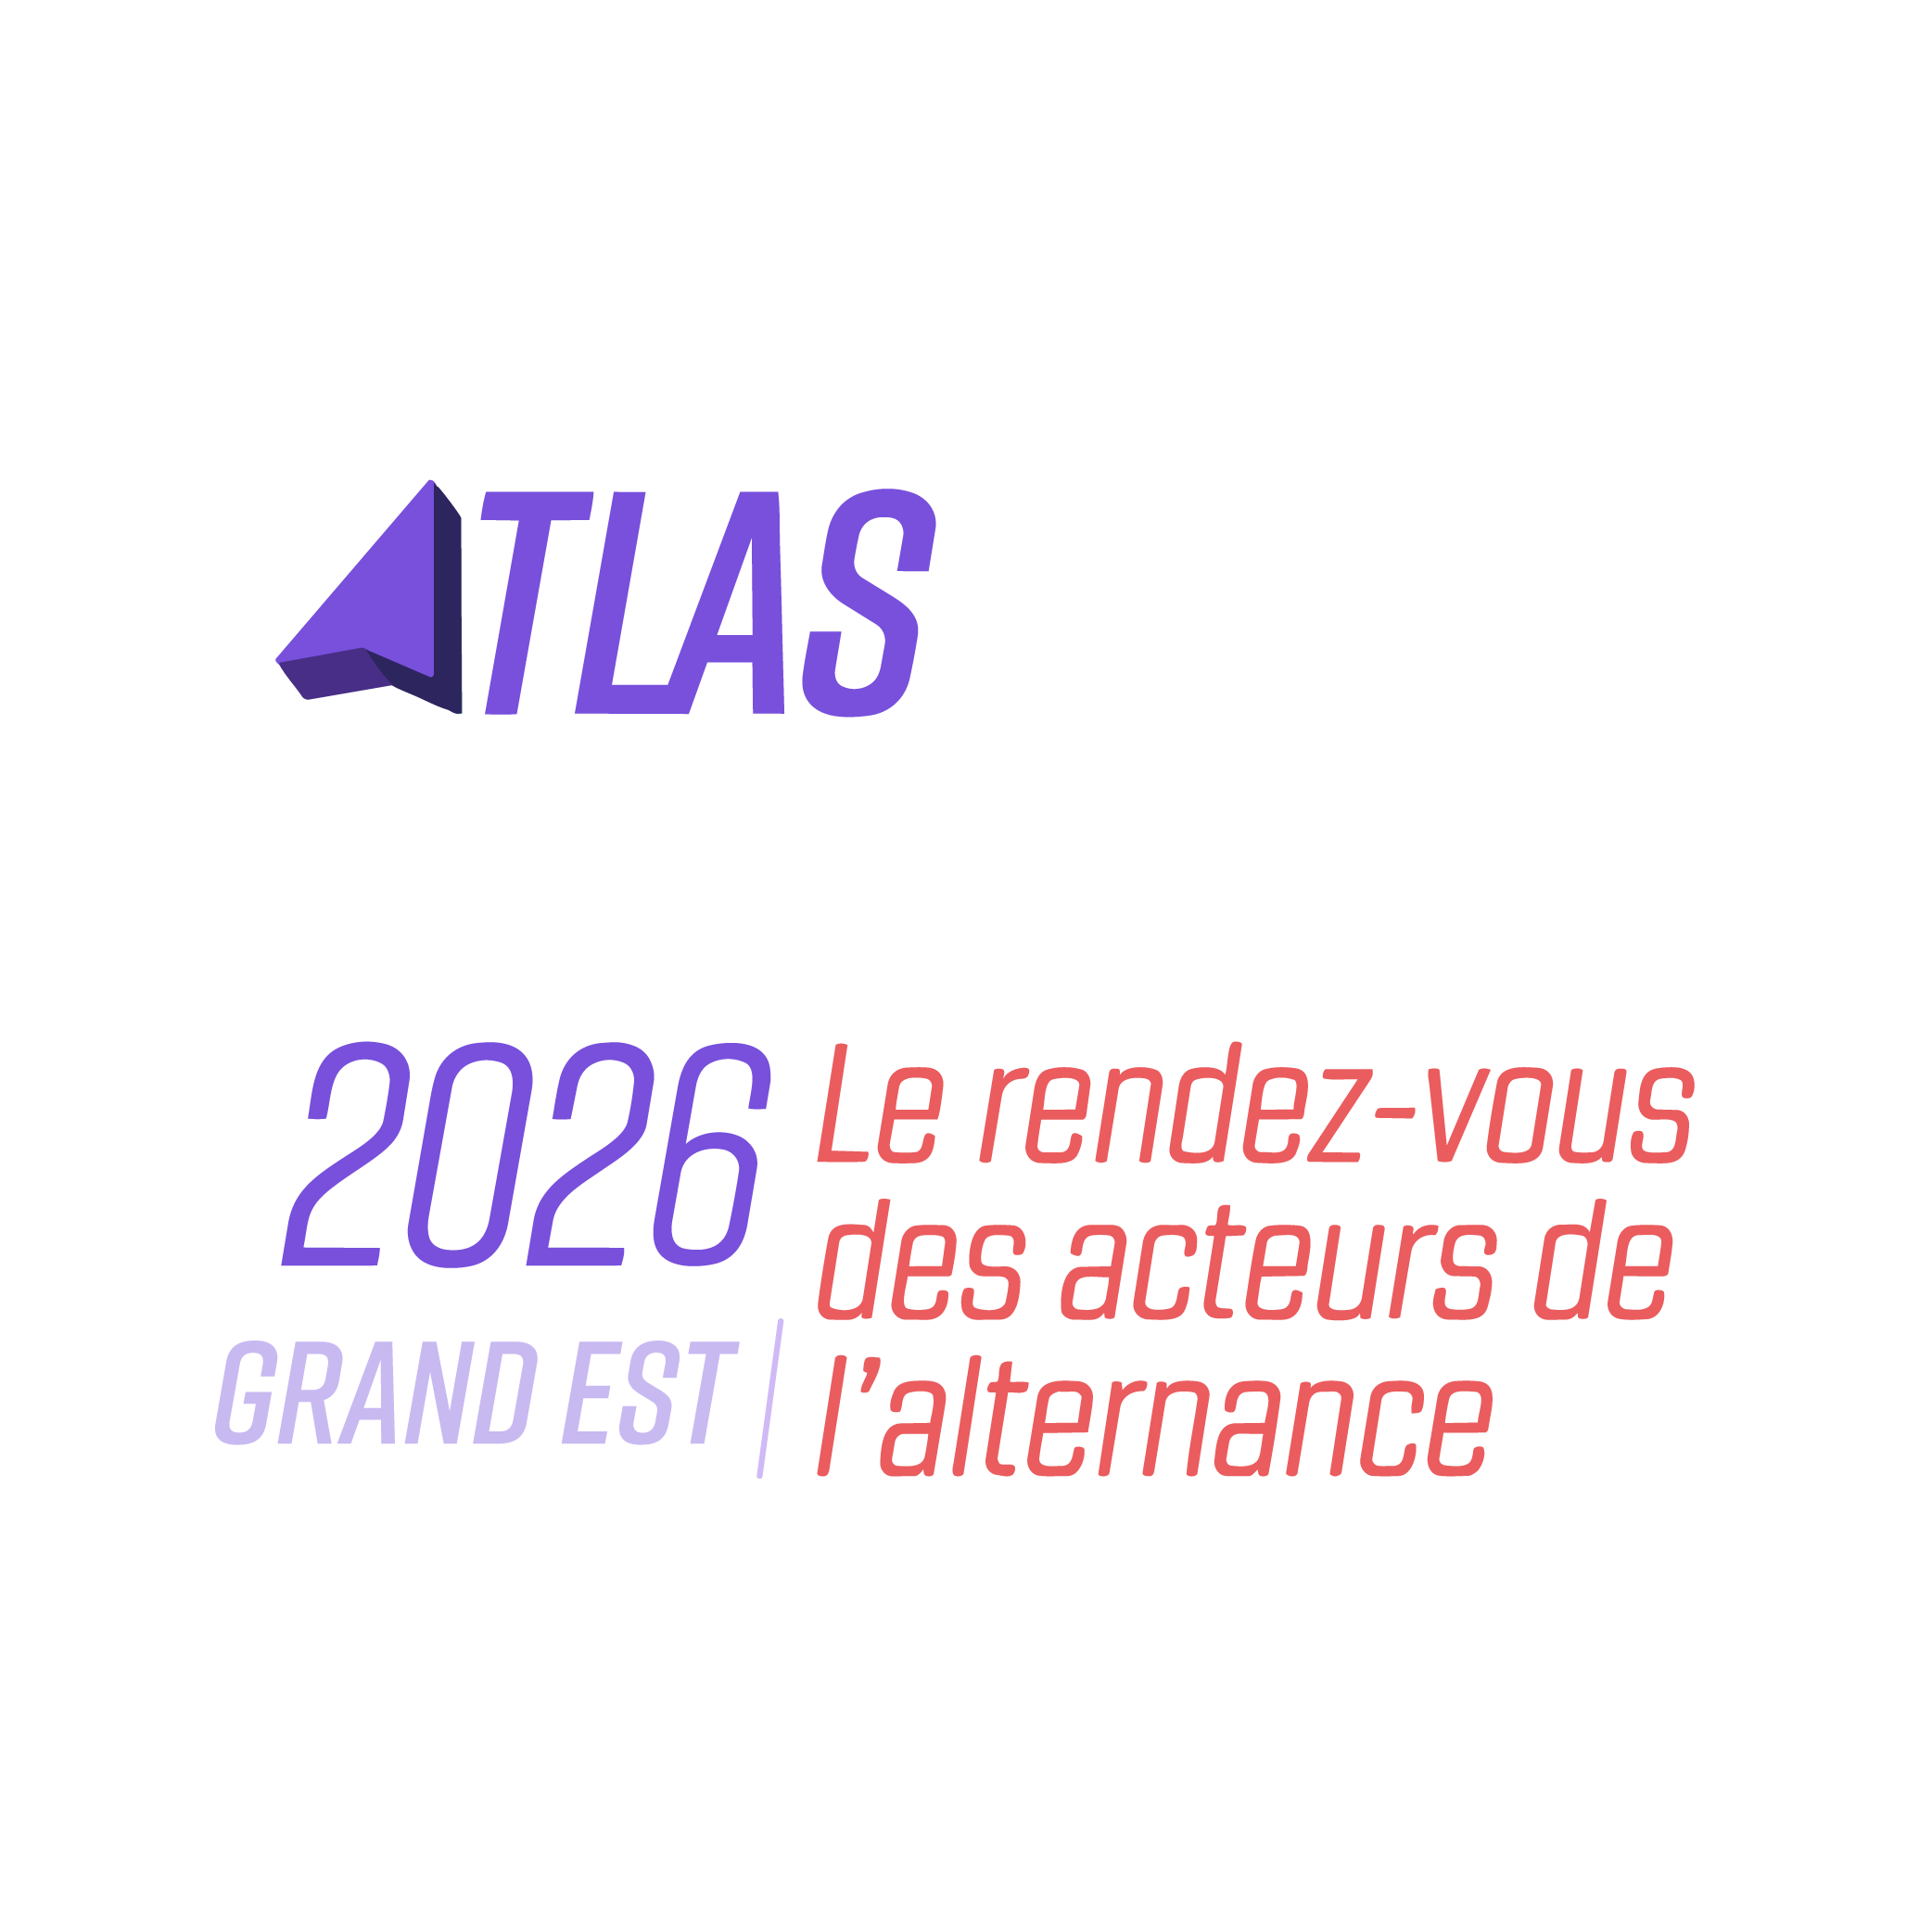 ATLAS
2026
GRAND EST
Le rendez-vous
des acteurs de
l'alternance